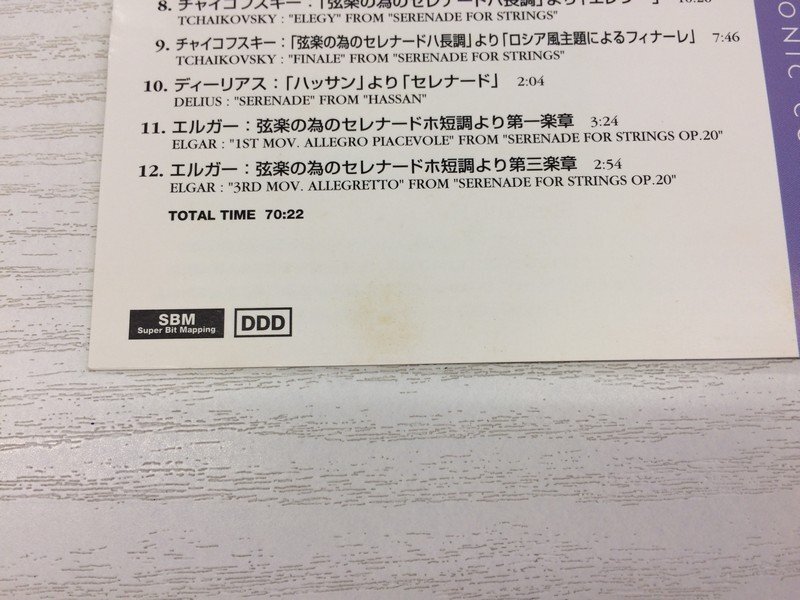 8. チャイコフスキー：「弦楽の為のセレナードハ長調」より「エレジー」
TCHAIKOVSKY : "ELEGY" FROM "SERENADE FOR STRINGS"
9. チャイコフスキー：「弦楽の為のセレナードハ長調」より「ロシア風主題によるフィナーレ」 7:46
TCHAIKOVSKY : "FINALE" FROM "SERENADE FOR STRINGS"
10. ディーリアス：「ハッサン」より「セレナード」 2:04
DELIUS : "SERENADE" FROM "HASSAN"
11. エルガー：弦楽の為のセレナードホ短調より第一楽章 3:24
ELGAR : "1ST MOV. ALLEGRO PIACEVOLE" FROM "SERENADE FOR STRINGS OP.20"
12. エルガー：弦楽の為のセレナードホ短調より第三楽章 2:54
ELGAR : "3RD MOV. ALLEGRETTO" FROM "SERENADE FOR STRINGS OP.20"
TOTAL TIME 70:22
SBM
Super Bit Mapping
DDD